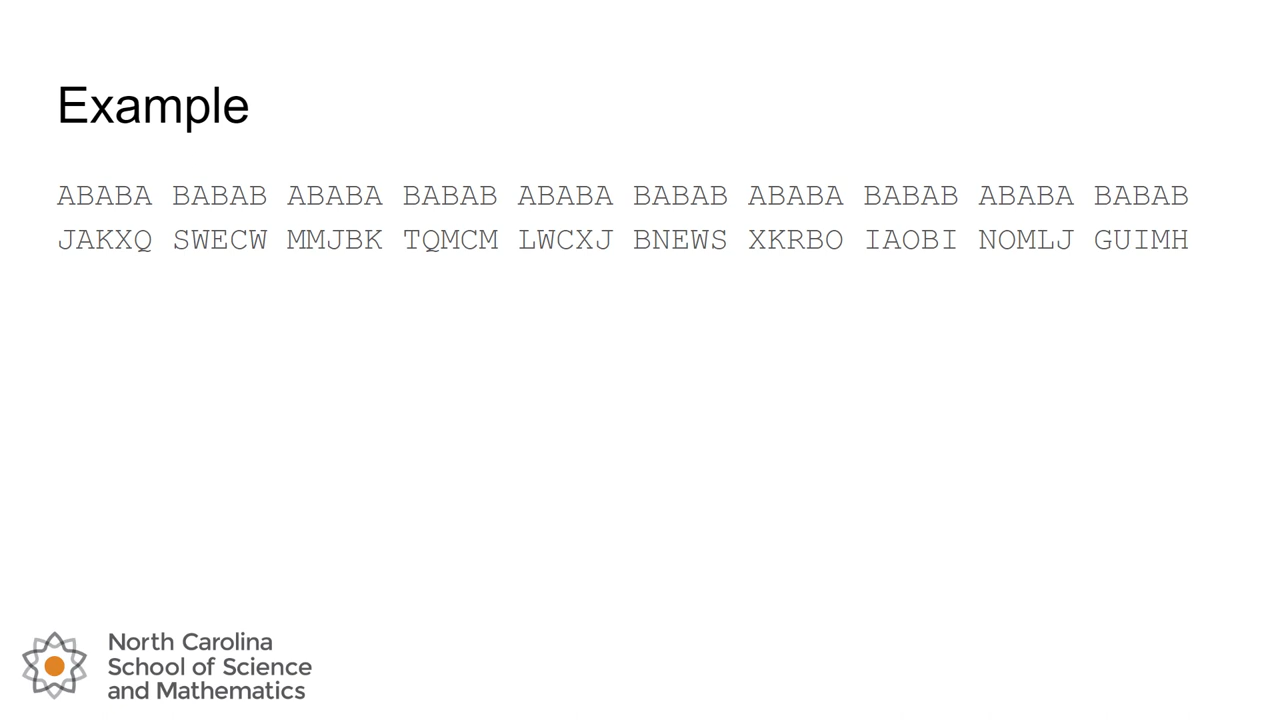 Example
ABABA BABAB ABABA BABAB ABABA BABAB ABABA BABAB ABABA BABAB
JAKXQ SWECW MMJBK TQMCM LWCXJ BNEWS XKRBO IAOBI NOMLJ GUIMH
North Carolina
School of Science
and Mathematics